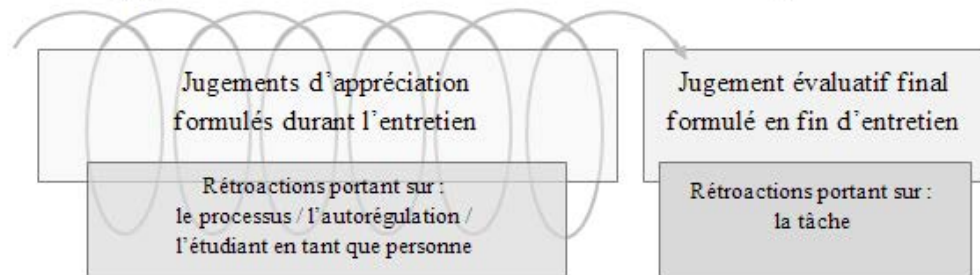 Jugements d'appréciation
formulés durant l'entretien
Rétroactions portant sur :
le processus / l'autorégulation /
l'étudiant en tant que personne
Jugement évaluatif final
formulé en fin d'entretien
Rétroactions portant sur :
la tâche